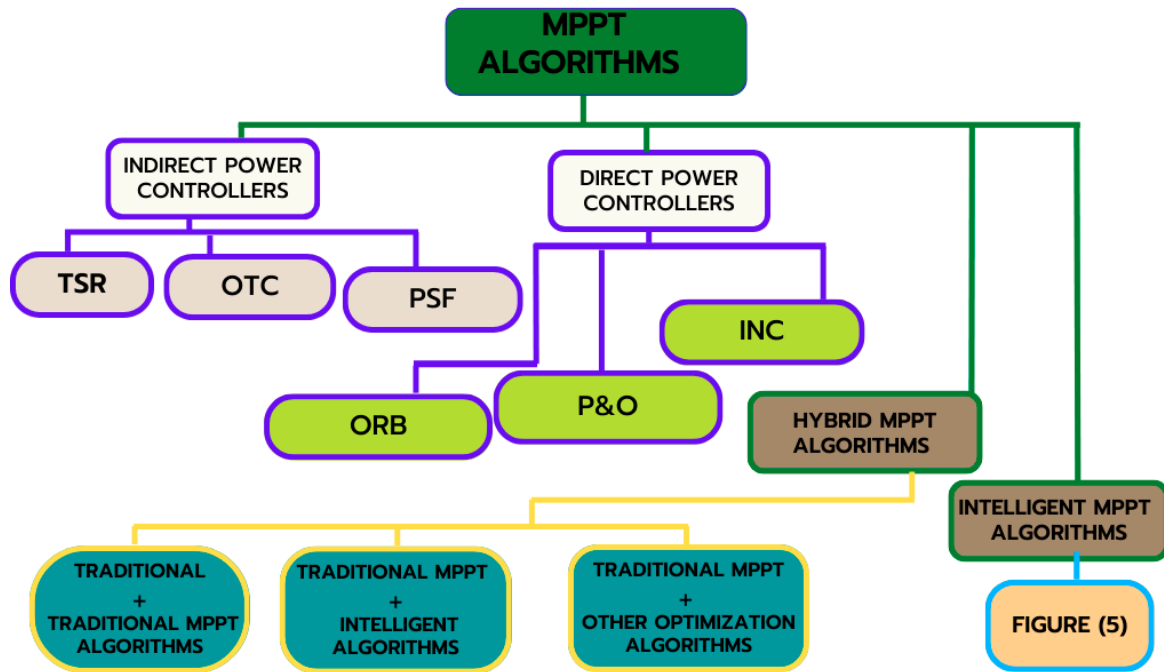 MPPT
ALGORITHMS
INDIRECT POWER
CONTROLLERS
DIRECT POWER
CONTROLLERS
TSR
OTC
PSF
INC
ORB
P&O
HYBRID MPPT
ALGORITHMS
INTELLIGENT MPPT
ALGORITHMS
TRADITIONAL
+
TRADITIONAL MPPT
ALGORITHMS
TRADITIONAL MPPT
+
INTELLIGENT
ALGORITHMS
TRADITIONAL MPPT
+
OTHER OPTIMIZATION
ALGORITHMS
FIGURE (5)